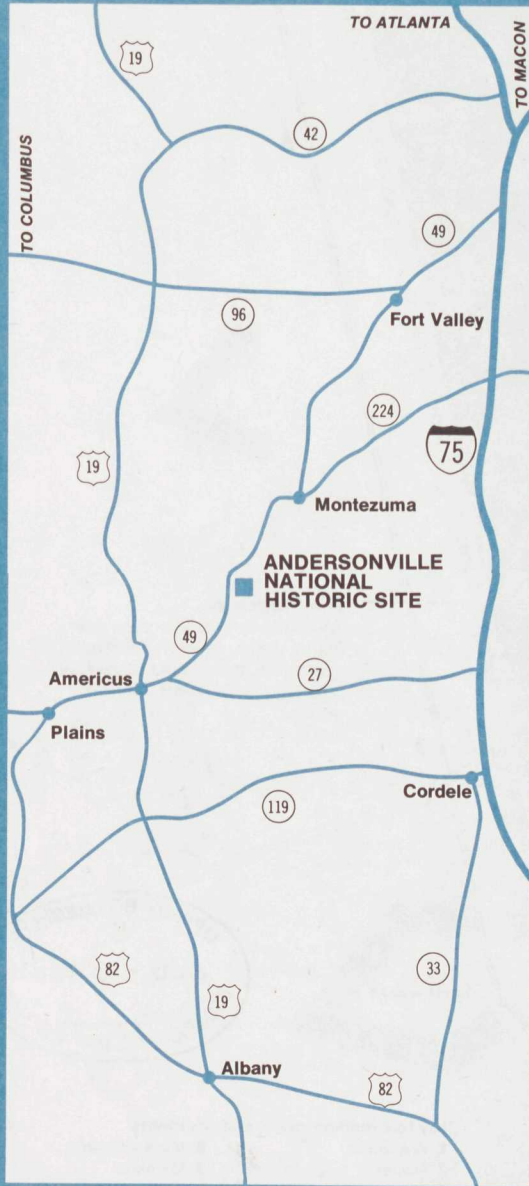 TO ATLANTA
TO MACON
19
42
TO COLUMBUS
49
96
Fort Valley
224
19
75
Montezuma
ANDERSONVILLE
NATIONAL
HISTORIC SITE
49
27
Americus
Plains
Cordele
119
82
19
33
Albany
82